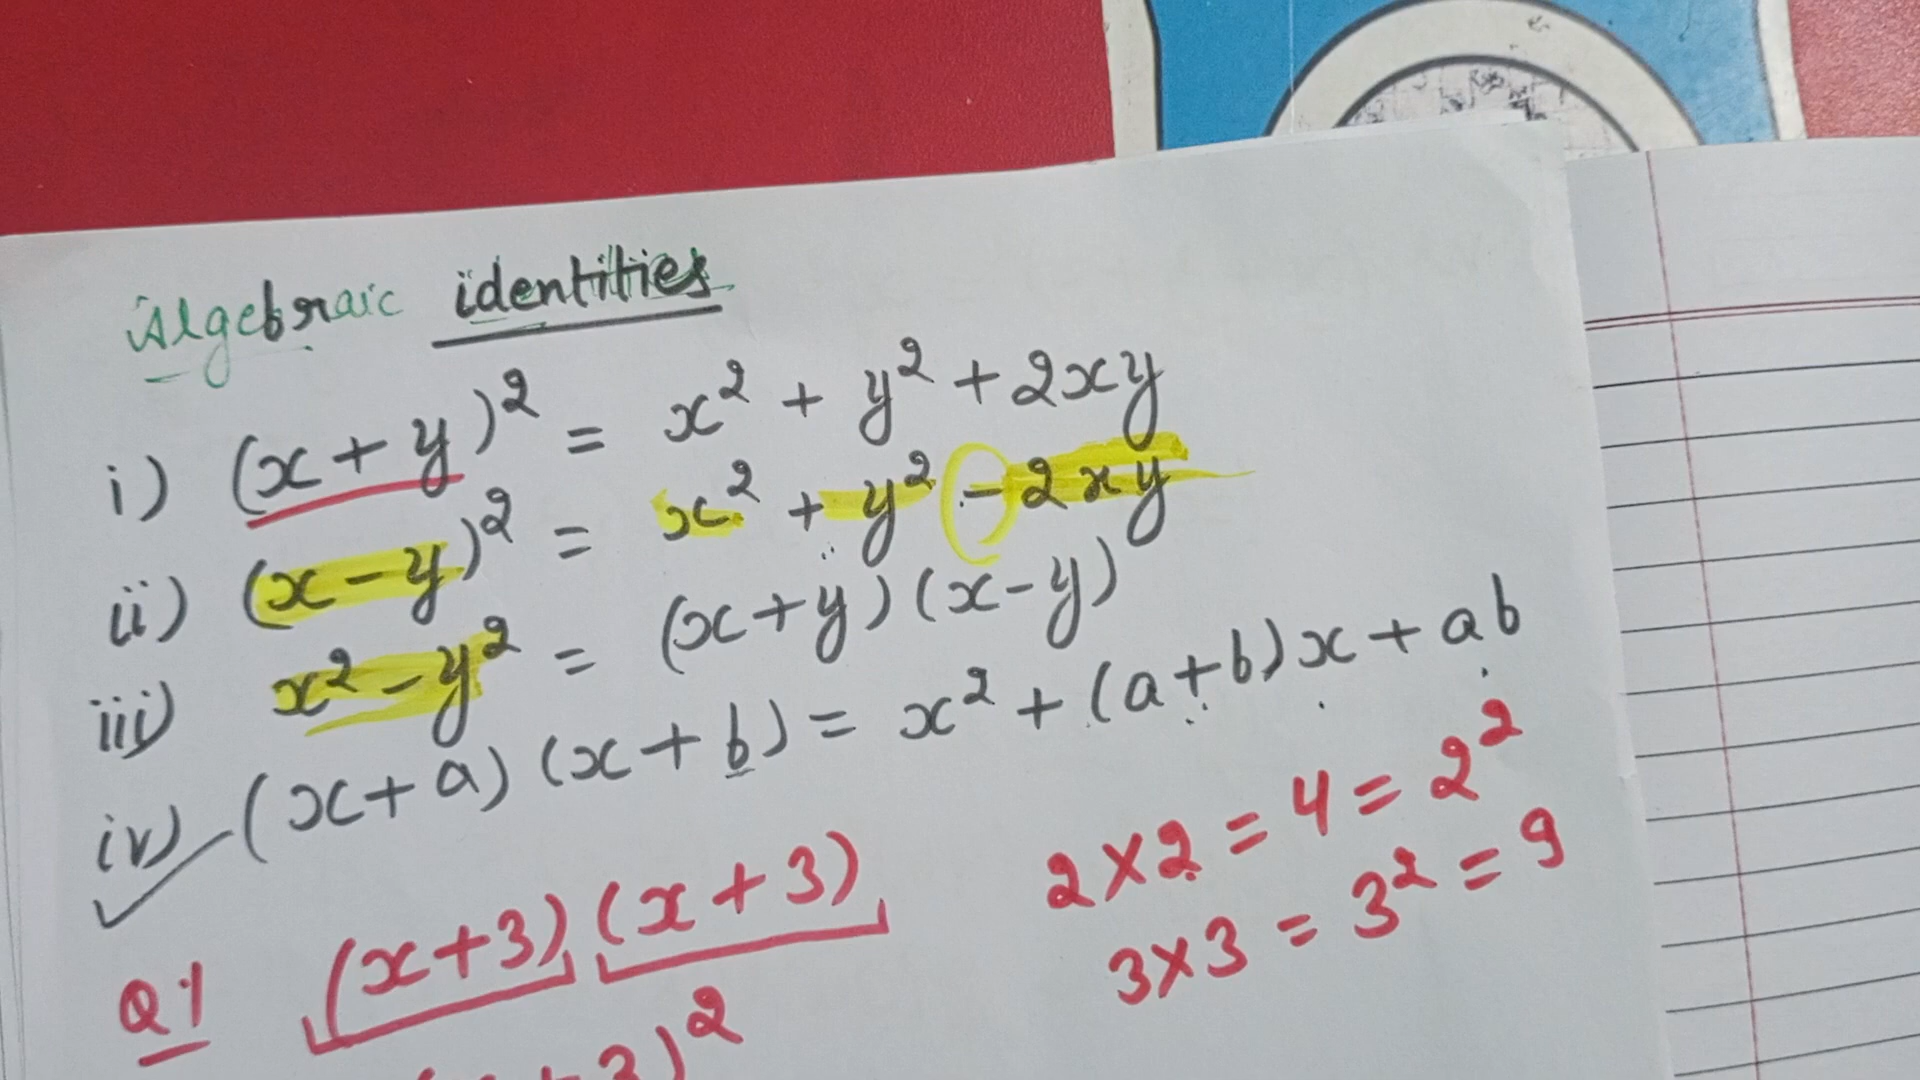 Algebraic identities
i) (x+y)² = x² + y² + 2xy
ii) (x-y)² = x² + y² - 2xy
iii) x² - y² = (x+y) (x-y)
iv) (x+a) (x+b) = x² + (a+b)x + ab
2×2 = 4 = 2²
3×3 = 3² = 9
Q1 (x+3) (x+3)
+3)²